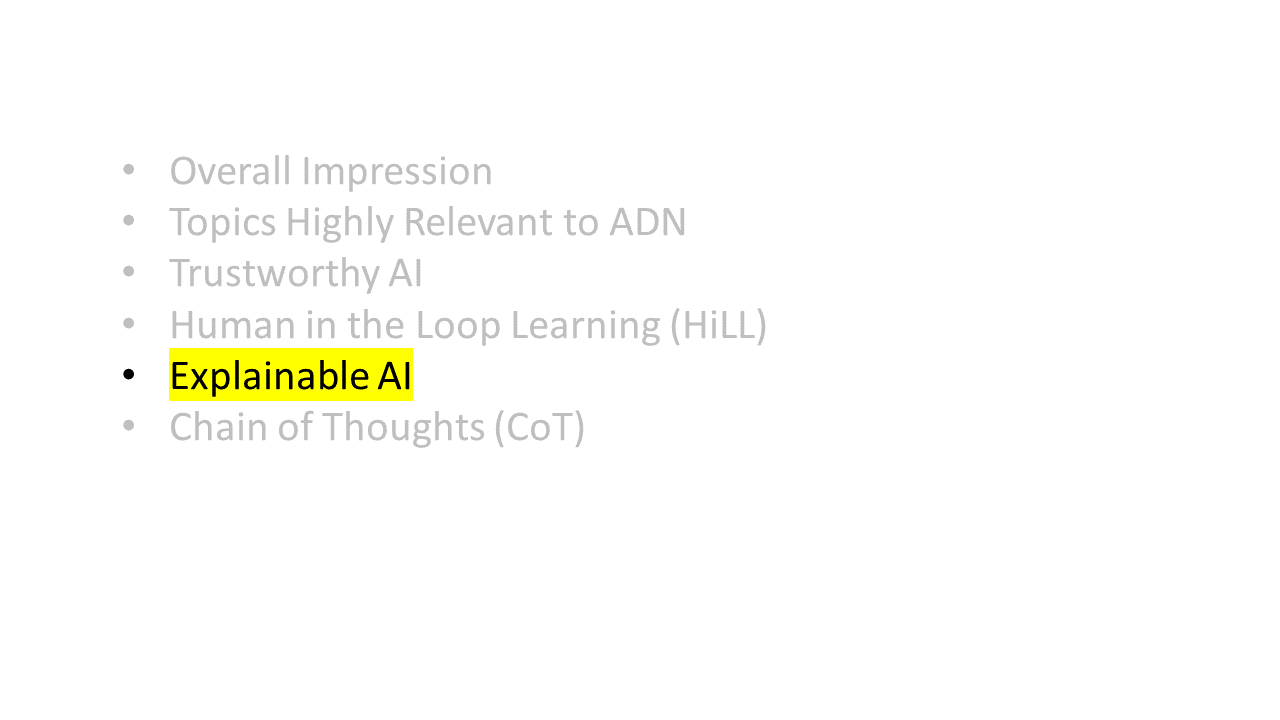 • Overall Impression
• Topics Highly Relevant to ADN
• Trustworthy AI
• Human in the Loop Learning (HiLL)
• Explainable AI
• Chain of Thoughts (CoT)